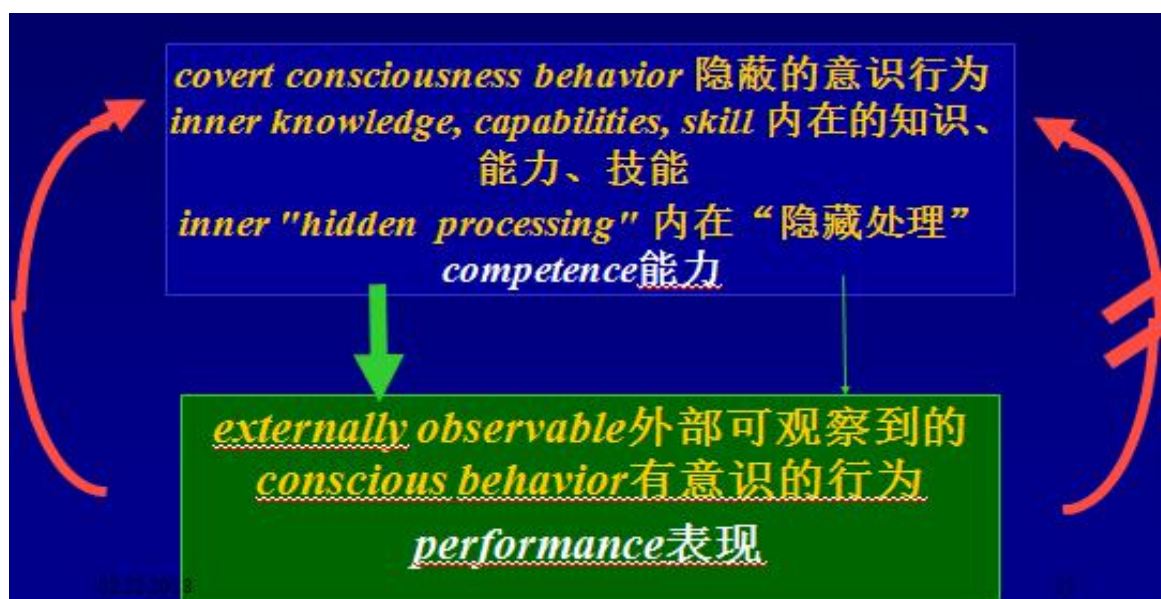 covert consciousness behavior 隐蔽的意识行为
inner knowledge, capabilities, skill 内在的知识、
能力、技能
inner "hidden processing" 内在“隐藏处理”
competence能力
externally observable外部可观察到的
conscious behavior有意识的行为
performance表现